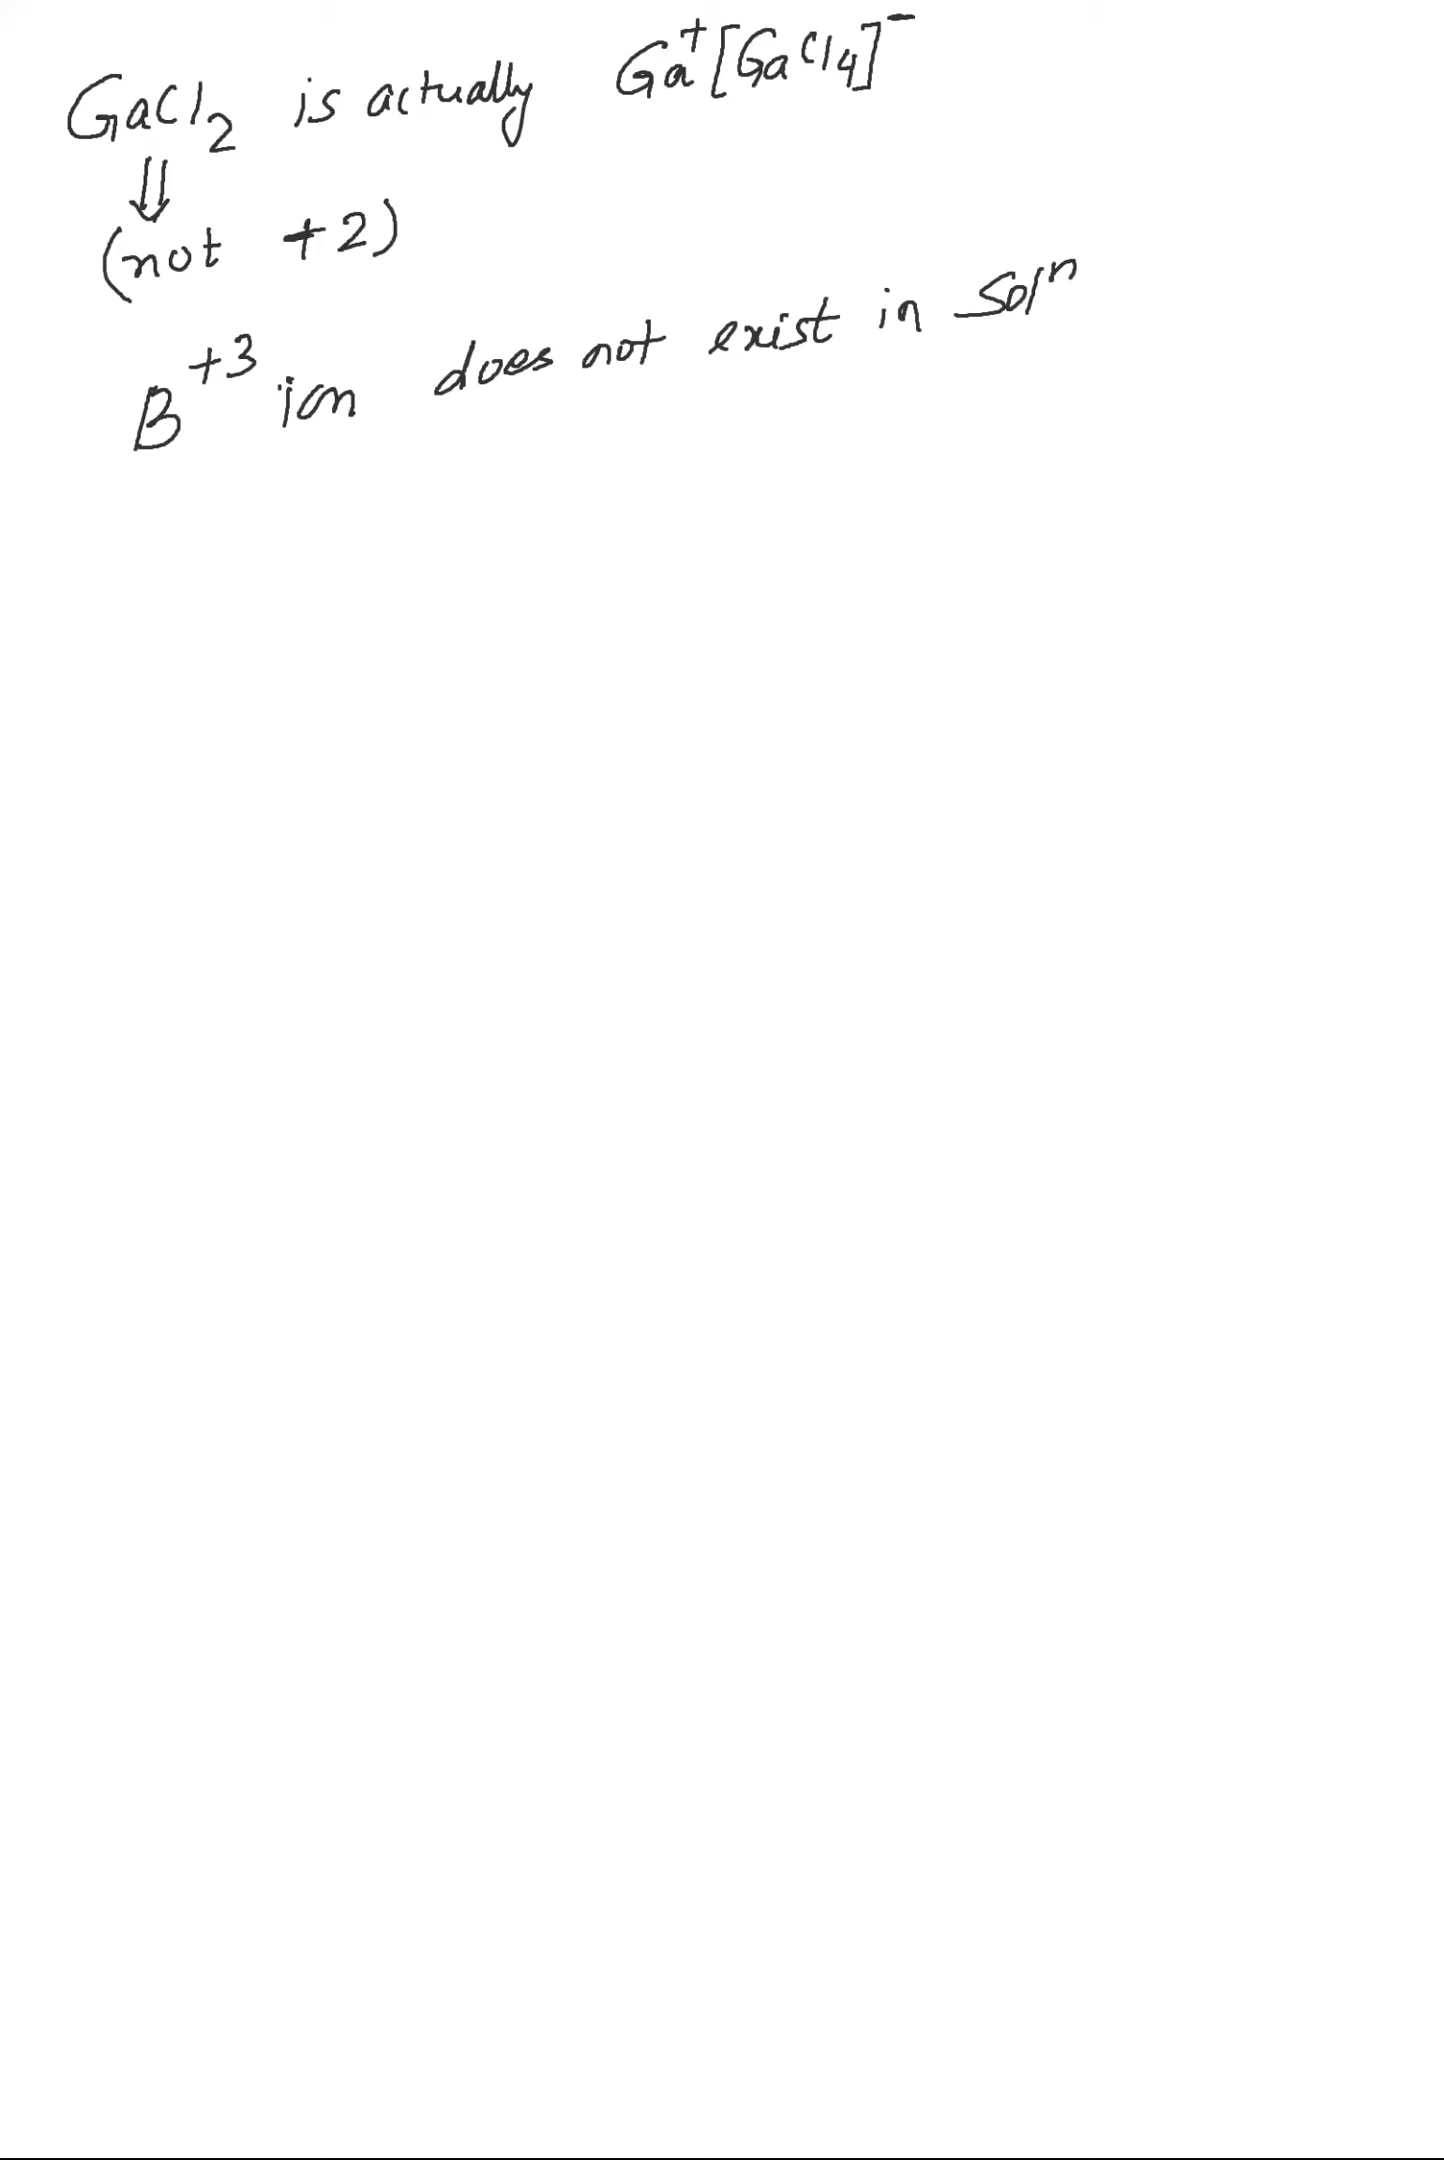 GaCl₂ is actually Ga⁺[GaCl₄]⁻
⇓
(not +2)
B⁺³ ion does not exist in Solⁿ